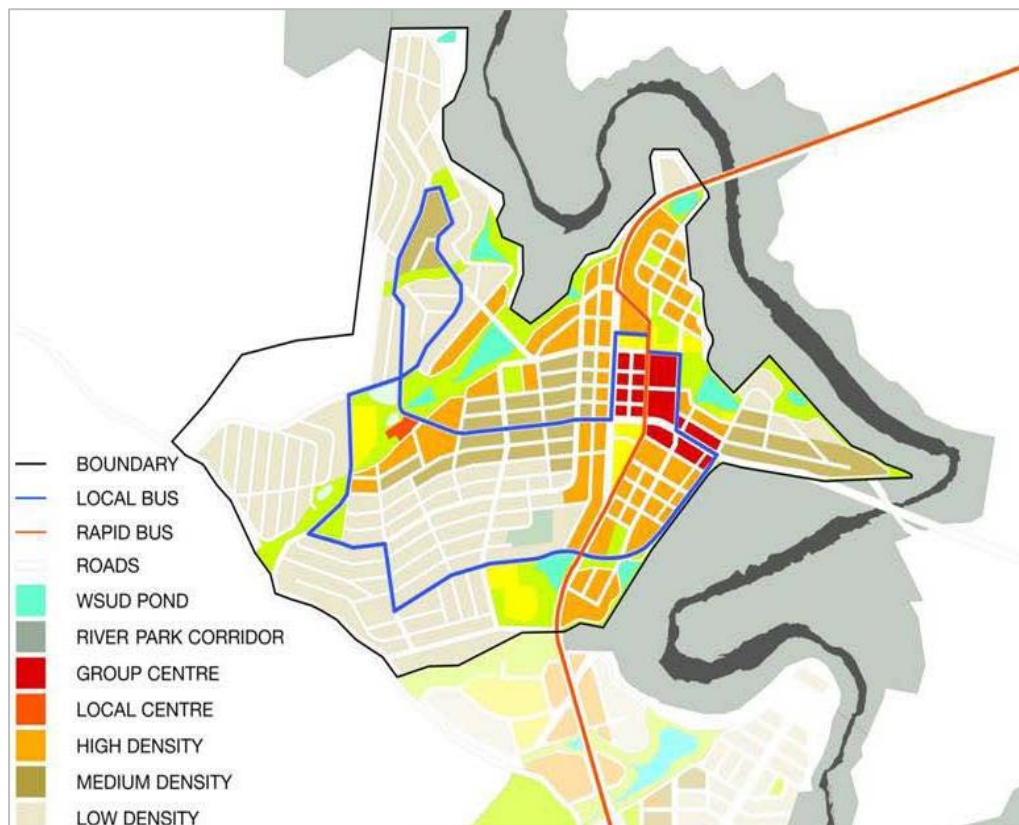 BOUNDARY
LOCAL BUS
RAPID BUS
ROADS
WSUD POND
RIVER PARK CORRIDOR
GROUP CENTRE
LOCAL CENTRE
HIGH DENSITY
MEDIUM DENSITY
LOW DENSITY